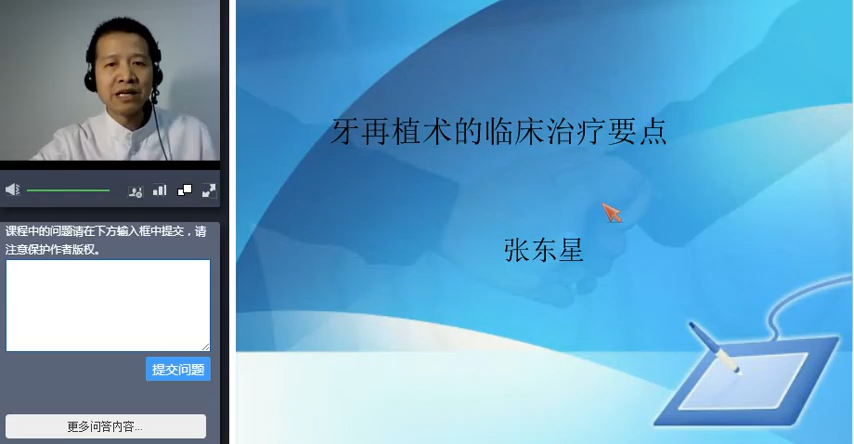 牙再植术的临床治疗要点
张东星
课程中的问题请在下方输入框中提交，请
注意保护作者版权。
提交问题
更多问答内容...